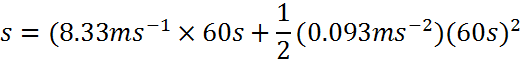 s = (8.33ms⁻¹ × 60s + 1/2 (0.093ms⁻²)(60s)²